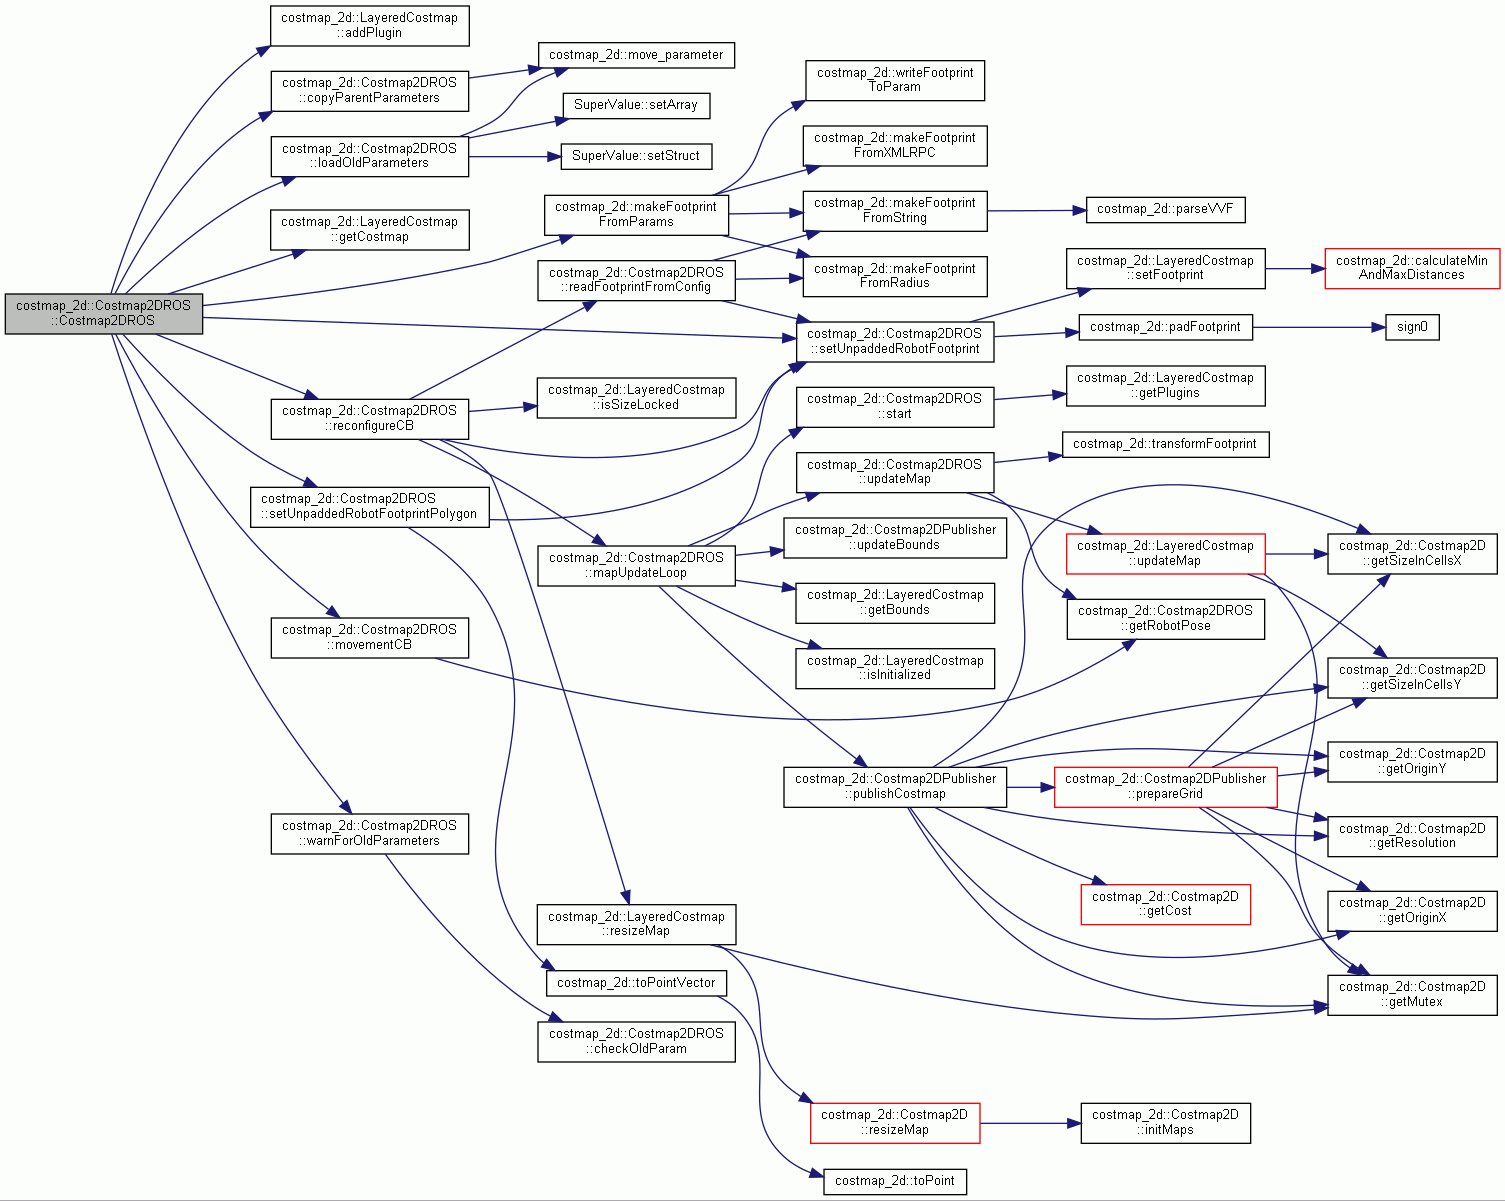 costmap_2d::LayeredCostmap
::addPlugin
costmap_2d::move_parameter
costmap_2d::Costmap2DROS
::copyParentParameters
costmap_2d::writeFootprint
ToParam
SuperValue::setArray
costmap_2d::Costmap2DROS
::loadOldParameters
SuperValue::setStruct
costmap_2d::makeFootprint
FromXMLRPC
costmap_2d::LayeredCostmap
::getCostmap
costmap_2d::makeFootprint
FromParams
costmap_2d::makeFootprint
FromString
costmap_2d::parseVVF
costmap_2d::Costmap2DROS
::readFootprintFromConfig
costmap_2d::makeFootprint
FromRadius
costmap_2d::LayeredCostmap
::setFootprint
costmap_2d::calculateMin
AndMaxDistances
costmap_2d::Costmap2DROS
::Costmap2DROS
costmap_2d::Costmap2DROS
::setUnpaddedRobotFootprint
costmap_2d::padFootprint
sign0
costmap_2d::Costmap2DROS
::reconfigureCB
costmap_2d::LayeredCostmap
::isSizeLocked
costmap_2d::Costmap2DROS
::start
costmap_2d::LayeredCostmap
::getPlugins
costmap_2d::Costmap2DROS
::updateMap
costmap_2d::transformFootprint
costmap_2d::Costmap2DROS
::setUnpaddedRobotFootprintPolygon
costmap_2d::Costmap2DROS
::mapUpdateLoop
costmap_2d::Costmap2DPublisher
::updateBounds
costmap_2d::LayeredCostmap
::updateMap
costmap_2d::Costmap2D
::getSizeInCellsX
costmap_2d::LayeredCostmap
::getBounds
costmap_2d::Costmap2DROS
::getRobotPose
costmap_2d::Costmap2DROS
::movementCB
costmap_2d::LayeredCostmap
::isInitialized
costmap_2d::Costmap2D
::getSizeInCellsY
costmap_2d::Costmap2DPublisher
::publishCostmap
costmap_2d::Costmap2DPublisher
::prepareGrid
costmap_2d::Costmap2D
::getOriginY
costmap_2d::Costmap2DROS
::warnForOldParameters
costmap_2d::Costmap2D
::getResolution
costmap_2d::LayeredCostmap
::resizeMap
costmap_2d::Costmap2D
::getCost
costmap_2d::Costmap2D
::getOriginX
costmap_2d::toPointVector
costmap_2d::Costmap2D
::getMutex
costmap_2d::Costmap2DROS
::checkOldParam
costmap_2d::Costmap2D
::resizeMap
costmap_2d::Costmap2D
::initMaps
costmap_2d::toPoint